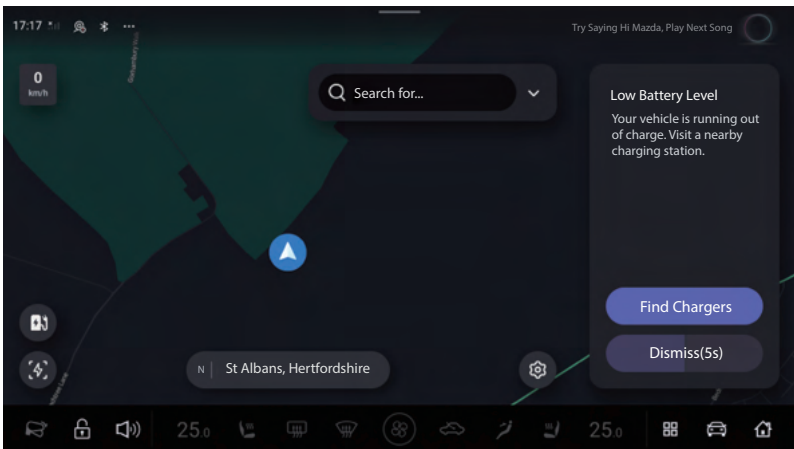 17:17
Try Saying Hi Mazda, Play Next Song
Gorhambury
0
km/h
Search for...
Low Battery Level
Your vehicle is running out
of charge. Visit a nearby
charging station.
Find Chargers
Dismiss(5s)
N | St Albans, Hertfordshire
Lane
25.0
25.0